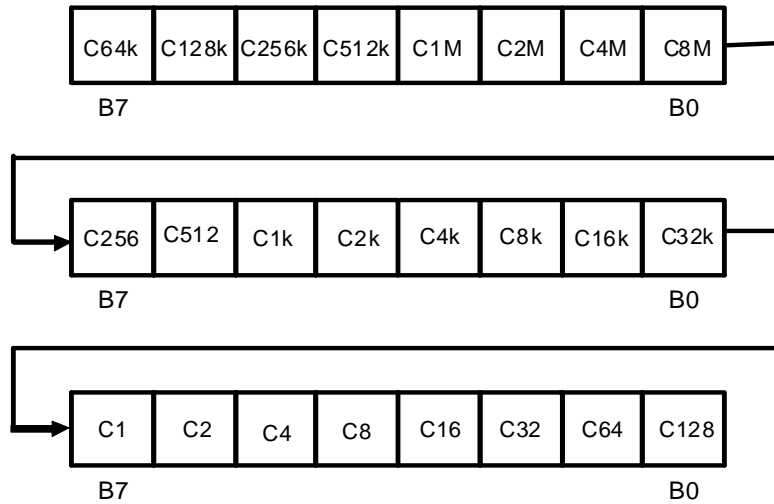 C64k C128k C256k C512k C1M C2M C4M C8M
B7 B0
C256 C512 C1k C2k C4k C8k C16k C32k
B7 B0
C1 C2 C4 C8 C16 C32 C64 C128
B7 B0